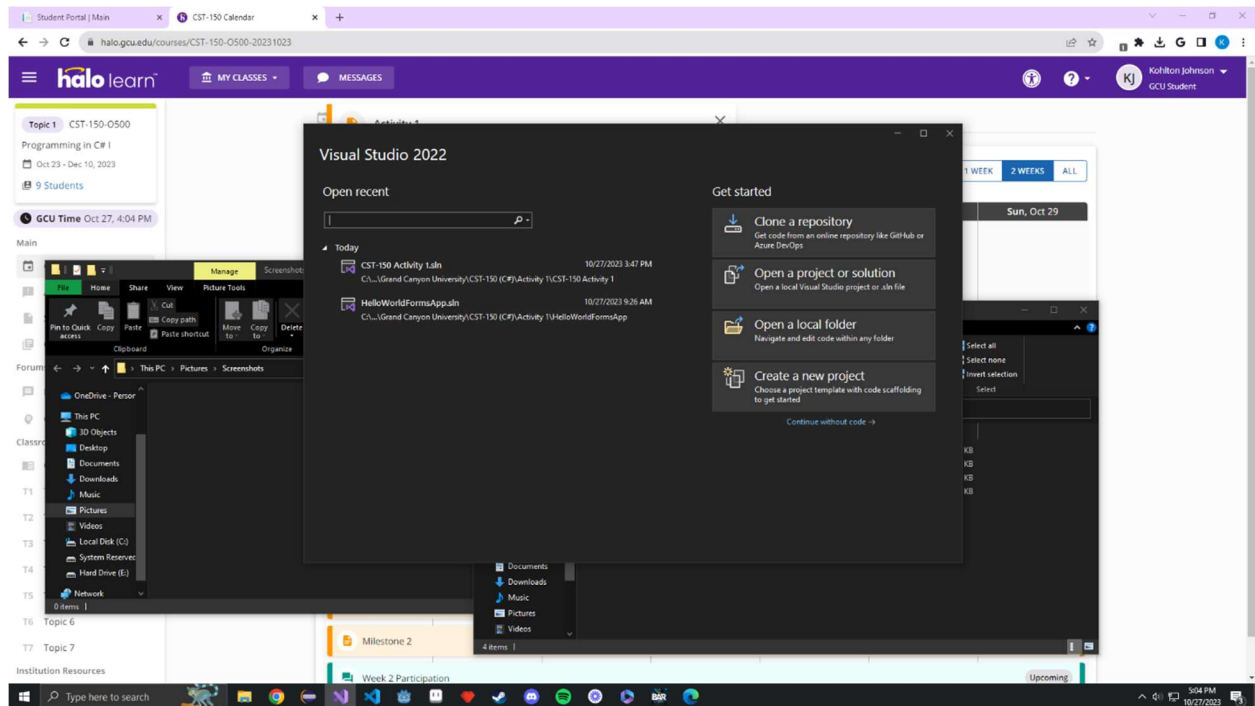 Student Portal | Main
CST-150 Calendar
halo.gcu.edu/courses/CST-150-O500-20231023
halo learn
MY CLASSES
MESSAGES
KJ
Kohlton Johnson
GCU Student
Topic 1 CST-150-O500
Programming in C# I
Oct 23 - Dec 10, 2023
9 Students
GCU Time Oct 27, 4:04 PM
Main
Activity 1
1 WEEK 2 WEEKS ALL
Sun, Oct 29
Visual Studio 2022
Open recent
Today
CST-150 Activity 1.sln 10/27/2023 3:47 PM
C:\...\Grand Canyon University\CST-150 (C#)\Activity 1\CST-150 Activity 1
HelloWorldFormsApp.sln 10/27/2023 9:26 AM
C:\...\Grand Canyon University\CST-150 (C#)\Activity 1\HelloWorldFormsApp
Get started
Clone a repository
Get code from an online repository like GitHub or
Azure DevOps
Open a project or solution
Open a local Visual Studio project or .sln file
Open a local folder
Navigate and edit code within any folder
Create a new project
Choose a project template with code scaffolding
to get started
Continue without code →
Manage Screenshots
File Home Share View Picture Tools
Pin to Quick
access
Copy
Paste
Cut
Copy path
Paste shortcut
Move
to
Copy
to
Delete
Clipboard
Organize
This PC > Pictures > Screenshots
OneDrive - Person
This PC
3D Objects
Desktop
Documents
Downloads
Music
Pictures
Videos
Local Disk (C:)
System Reserved
Hard Drive (E:)
Network
0 items
Select all
Select none
Invert selection
Select
KB
KB
KB
KB
Documents
Downloads
Music
Pictures
Videos
4 items
Forum
Classro
T1
T2
T3
T4
T5
T6 Topic 6
T7 Topic 7
Institution Resources
Milestone 2
Week 2 Participation
Upcoming
Type here to search
BAR
5:04 PM
10/27/2023